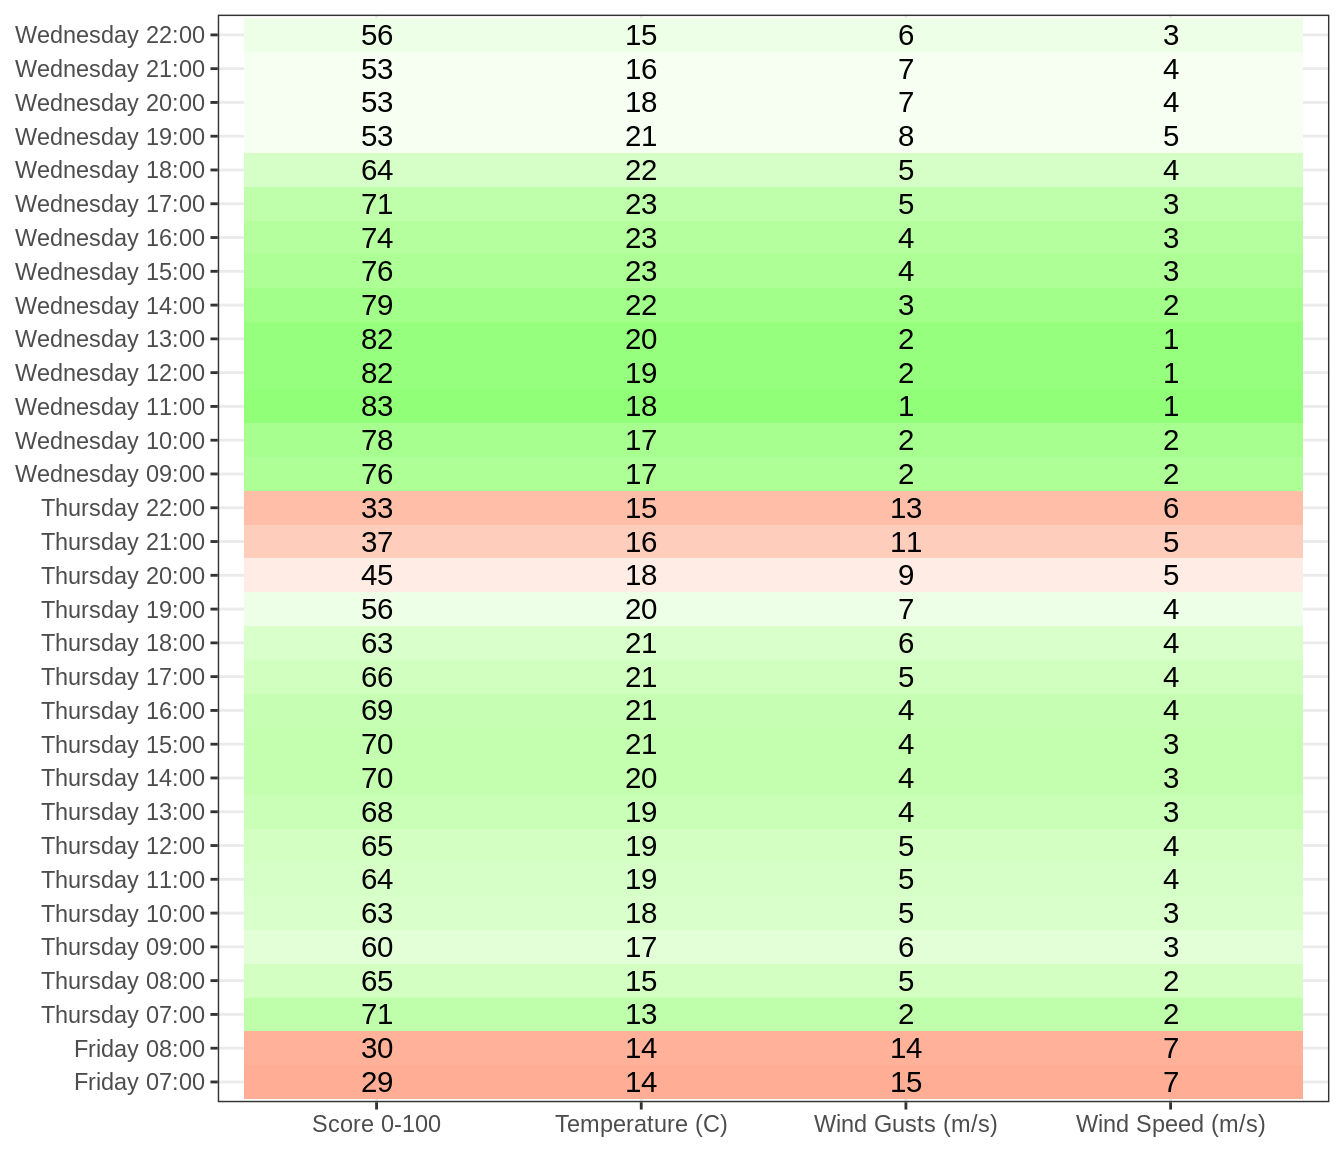 Wednesday 22:00 56 15 6 3
Wednesday 21:00 53 16 7 4
Wednesday 20:00 53 18 7 4
Wednesday 19:00 53 21 8 5
Wednesday 18:00 64 22 5 4
Wednesday 17:00 71 23 5 3
Wednesday 16:00 74 23 4 3
Wednesday 15:00 76 23 4 3
Wednesday 14:00 79 22 3 2
Wednesday 13:00 82 20 2 1
Wednesday 12:00 82 19 2 1
Wednesday 11:00 83 18 1 1
Wednesday 10:00 78 17 2 2
Wednesday 09:00 76 17 2 2
Thursday 22:00 33 15 13 6
Thursday 21:00 37 16 11 5
Thursday 20:00 45 18 9 5
Thursday 19:00 56 20 7 4
Thursday 18:00 63 21 6 4
Thursday 17:00 66 21 5 4
Thursday 16:00 69 21 4 4
Thursday 15:00 70 21 4 3
Thursday 14:00 70 20 4 3
Thursday 13:00 68 19 4 3
Thursday 12:00 65 19 5 4
Thursday 11:00 64 19 5 4
Thursday 10:00 63 18 5 3
Thursday 09:00 60 17 6 3
Thursday 08:00 65 15 5 2
Thursday 07:00 71 13 2 2
Friday 08:00 30 14 14 7
Friday 07:00 29 14 15 7
Score 0-100 Temperature (C) Wind Gusts (m/s) Wind Speed (m/s)